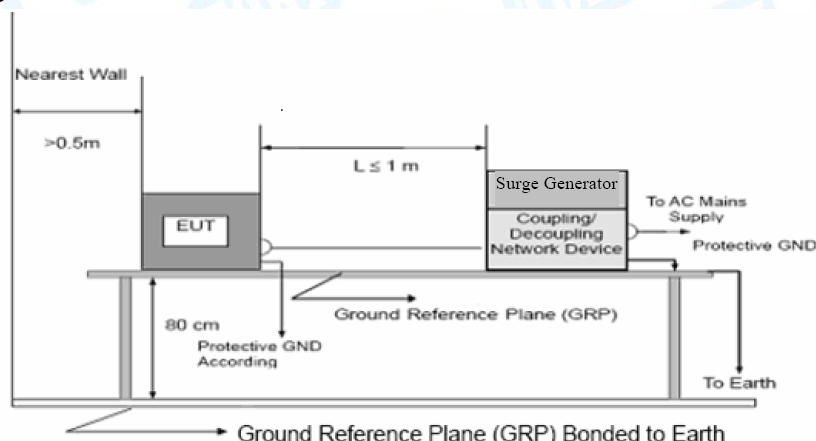 Nearest Wall
>0.5m
L ≤ 1 m
EUT
Surge Generator
Coupling/
Decoupling
Network Device
To AC Mains
Supply
Protective GND
Ground Reference Plane (GRP)
80 cm
Protective GND
According
To Earth
Ground Reference Plane (GRP) Bonded to Earth